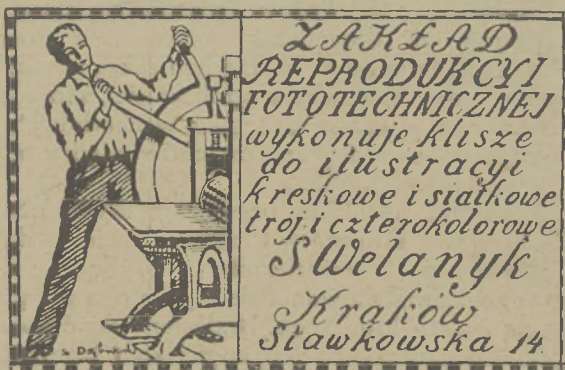 ZAKŁAD
REPRODUKCYI
FOTOTECHNICZNEJ
wykonuje klisze
do ilustracyi
kreskowe i siatkowe
trój i czterokolorowe
S. Welanyk
Kraków
Sławkowska 14.